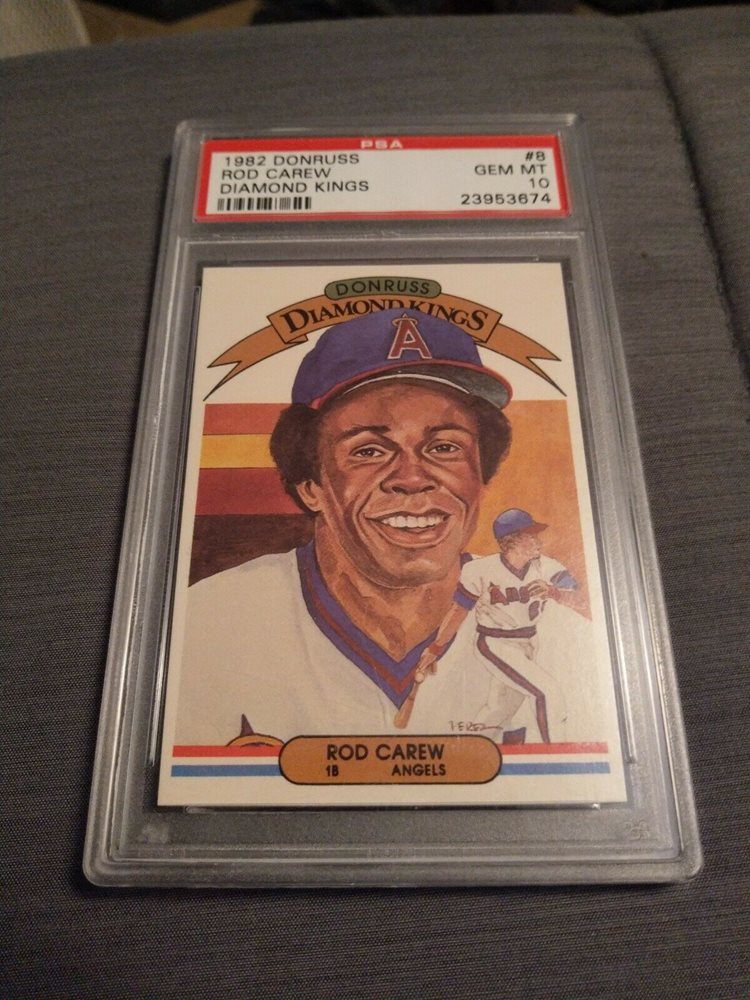 PSA
1982 DONRUSS #8
ROD CAREW GEM MT
DIAMOND KINGS 10
23953674
DONRUSS
DIAMOND KINGS
A
Ang
ROD CAREW
1B ANGELS